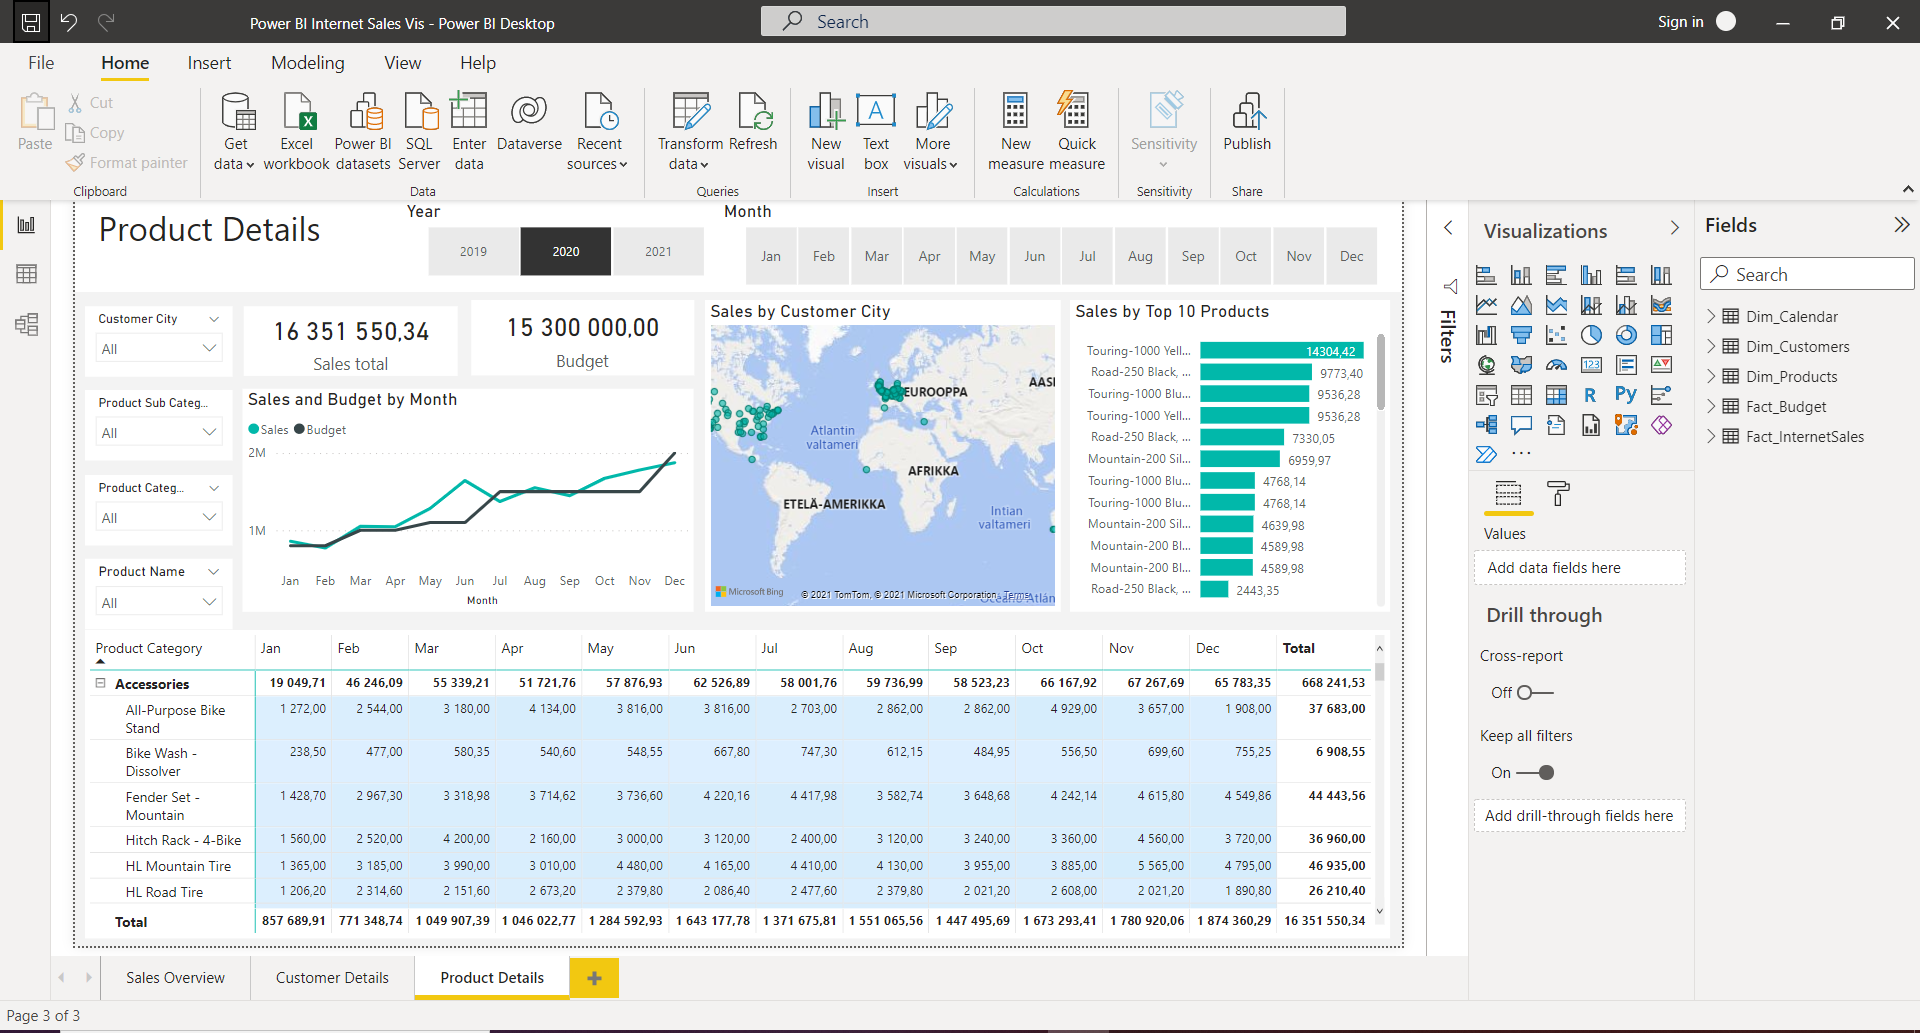 Power BI Internet Sales Vis - Power BI Desktop
Search
Sign in
File Home Insert Modeling View Help
Paste
Cut
Copy
Format painter
Clipboard
Get data
Excel workbook
Power BI datasets
SQL Server
Enter data
Dataverse
Recent sources
Data
Transform data
Refresh
Queries
New visual
Text box
A
More visuals
Insert
New measure
Quick measure
Calculations
Sensitivity
Sensitivity
Publish
Share
Product Details
Year
2019 2020 2021
Month
Jan Feb Mar Apr May Jun Jul Aug Sep Oct Nov Dec
Customer City
All
Product Sub Categ...
All
Product Categ...
All
Product Name
All
16 351 550,34
Sales total
15 300 000,00
Budget
Sales and Budget by Month
Sales Budget
2M
1M
Jan Feb Mar Apr May Jun Jul Aug Sep Oct Nov Dec
Month
Sales by Customer City
EUROOPPA
AASI
Atlantin
valtameri
AFRIKKA
ETELÄ-AMERIKKA
Intian
valtameri
Microsoft Bing
© 2021 TomTom, © 2021 Microsoft Corporation, Terms
Sales by Top 10 Products
Touring-1000 Yell... 14304,42
Road-250 Black, ... 9773,40
Touring-1000 Blu... 9536,28
Touring-1000 Yell... 9536,28
Road-250 Black, ... 7330,05
Mountain-200 Sil... 6959,97
Touring-1000 Blu... 4768,14
Touring-1000 Blu... 4768,14
Mountain-200 Sil... 4639,98
Mountain-200 Bl... 4589,98
Mountain-200 Bl... 4589,98
Road-250 Black, ... 2443,35
Product Category Jan Feb Mar Apr May Jun Jul Aug Sep Oct Nov Dec Total
Accessories 19 049,71 46 246,09 55 339,21 51 721,76 57 876,93 62 526,89 58 001,76 59 736,99 58 523,23 66 167,92 67 267,69 65 783,35 668 241,53
All-Purpose Bike 1 272,00 2 544,00 3 180,00 4 134,00 3 816,00 3 816,00 2 703,00 2 862,00 2 862,00 4 929,00 3 657,00 1 908,00 37 683,00
Stand
Bike Wash - 238,50 477,00 580,35 540,60 548,55 667,80 747,30 612,15 484,95 556,50 699,60 755,25 6 908,55
Dissolver
Fender Set - 1 428,70 2 967,30 3 318,98 3 714,62 3 736,60 4 220,16 4 417,98 3 582,74 3 648,68 4 242,14 4 615,80 4 549,86 44 443,56
Mountain
Hitch Rack - 4-Bike 1 560,00 2 520,00 4 200,00 2 160,00 3 000,00 3 120,00 2 400,00 3 120,00 3 240,00 3 360,00 4 560,00 3 720,00 36 960,00
HL Mountain Tire 1 365,00 3 185,00 3 990,00 3 010,00 4 480,00 4 165,00 4 410,00 4 130,00 3 955,00 3 885,00 5 565,00 4 795,00 46 935,00
HL Road Tire 1 206,20 2 314,60 2 151,60 2 673,20 2 379,80 2 086,40 2 477,60 2 379,80 2 021,20 2 608,00 2 021,20 1 890,80 26 210,40
Total 857 689,91 771 348,74 1 049 907,39 1 046 022,77 1 284 592,93 1 643 177,78 1 371 675,81 1 551 065,56 1 447 495,69 1 673 293,41 1 780 920,06 1 874 360,29 16 351 550,34
Filters
Visualizations
123
R
Py
...
Values
Add data fields here
Drill through
Cross-report
Off
Keep all filters
On
Add drill-through fields here
Fields
Search
Dim_Calendar
Dim_Customers
Dim_Products
Fact_Budget
Fact_InternetSales
Sales Overview Customer Details Product Details
Page 3 of 3